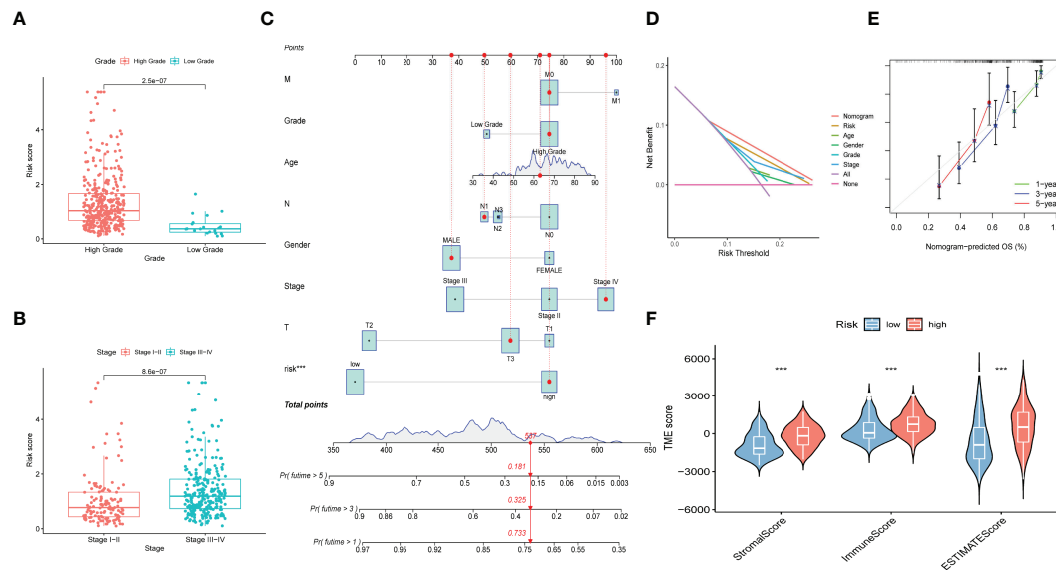 A
Grade High Grade Low Grade
2.5e-07
Risk score
4
2
0
High Grade
Low Grade
Grade
B
Stage Stage I-II Stage III-IV
8.6e-07
Risk score
4
2
0
Stage I-II
Stage III-IV
Stage
C
Points
0 10 20 30 40 50 60 70 80 90 100
M
M0
M1
Grade
Low Grade
High Grade
Age
30 40 50 60 70 80 90
N
N1
N3
N2
N0
Gender
MALE
FEMALE
Stage
Stage III
Stage II
Stage IV
T
T2
T3
T1
risk***
low
Total points
350 400 450 500 550 600 650
0.181
Pr( futime > 5)
0.9 0.7 0.5 0.3 0.15 0.06 0.015 0.003
0.325
Pr( futime > 3)
0.9 0.86 0.8 0.6 0.4 0.2 0.07 0.02
0.733
Pr( futime > 1)
0.97 0.95 0.92 0.85 0.75 0.65 0.55 0.35
D
Net Benefit
0.2
0.1
0.0
0.0
0.1
0.2
Risk Threshold
Nomogram
Risk
Age
Gender
Grade
Stage
All
None
E
0.0 0.2 0.4 0.6 0.8
Nomogram-predicted OS (%)
1-year
3-year
5-year
F
Risk low high
*** *** ***
TME score
6000
3000
0
−3000
−6000
StromalScore
ImmuneScore
ESTIMATEScore